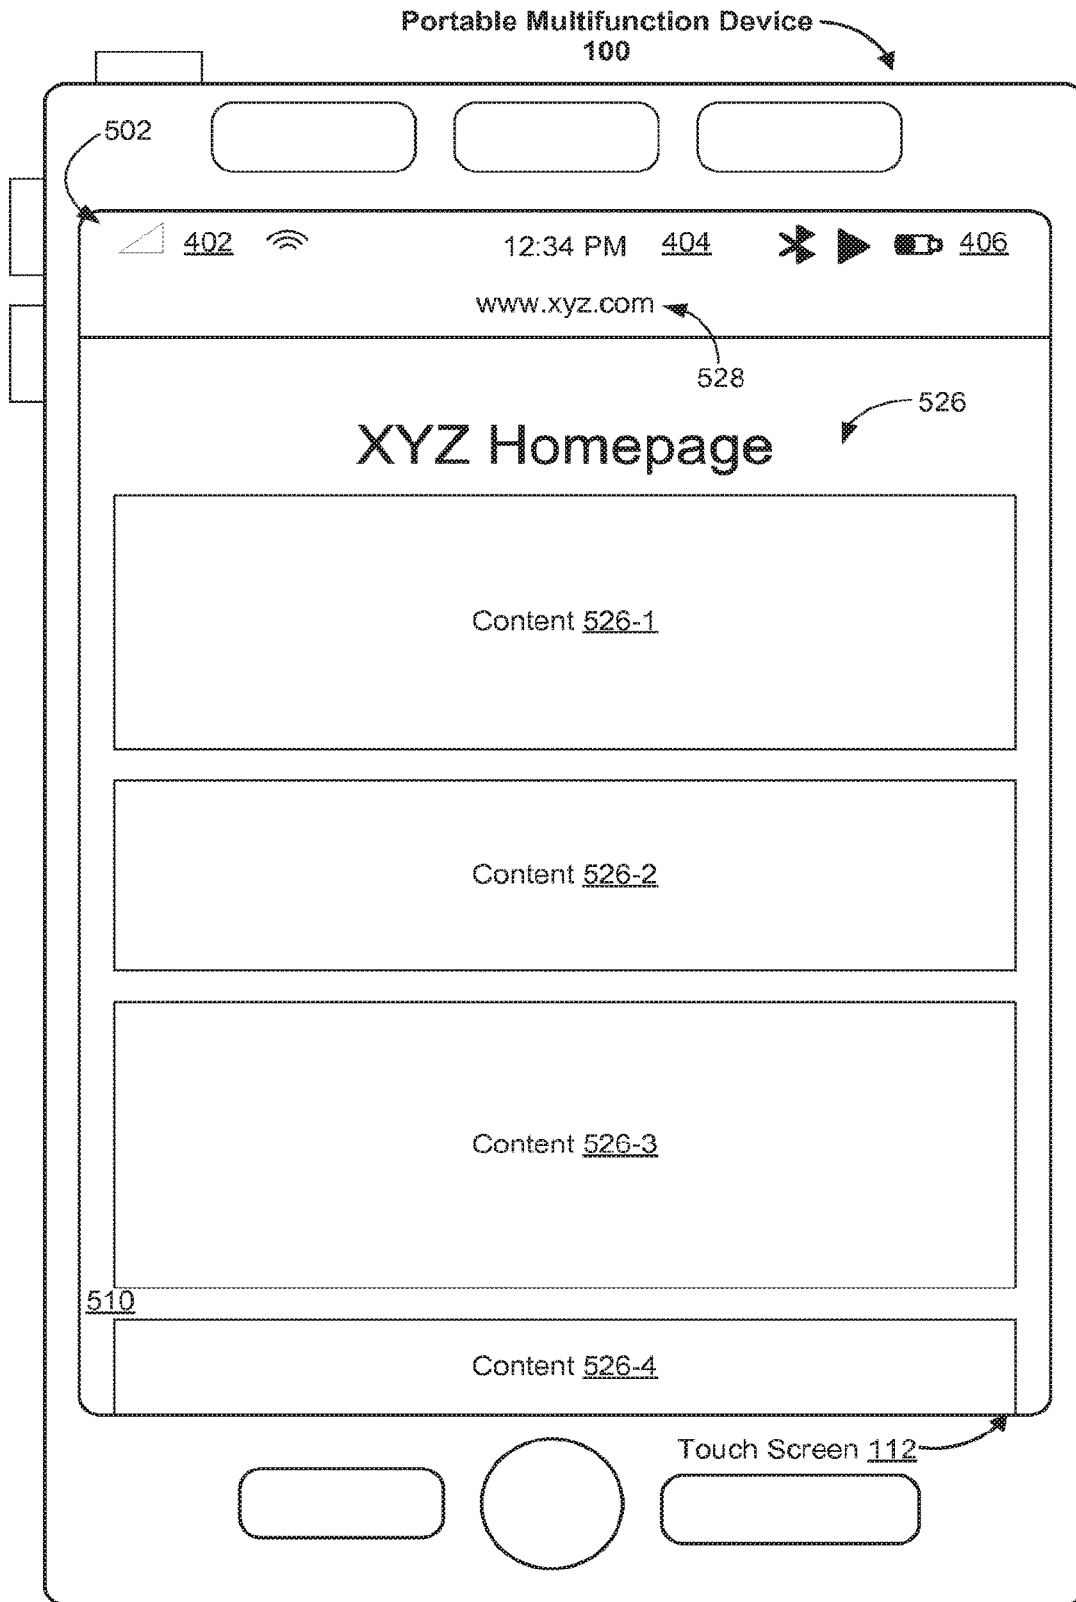 Portable Multifunction Device
100
502
402 12:34 PM 404 406
www.xyz.com
528
526
XYZ Homepage
Content 526-1
Content 526-2
Content 526-3
510
Content 526-4
Touch Screen 112